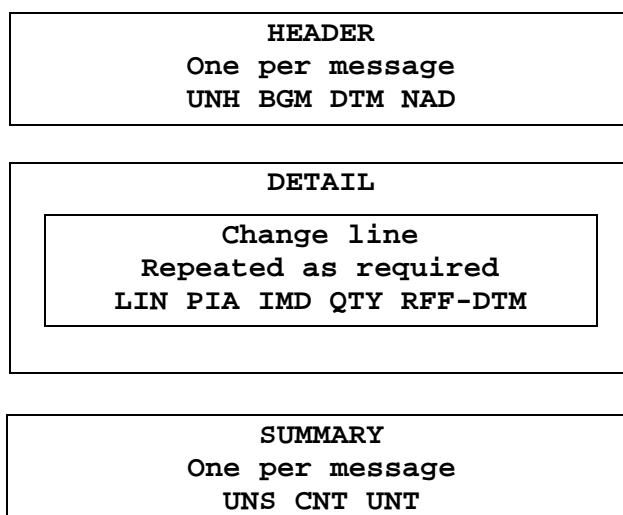 HEADER
One per message
UNH BGM DTM NAD
DETAIL
Change line
Repeated as required
LIN PIA IMD QTY RFF-DTM
SUMMARY
One per message
UNS CNT UNT